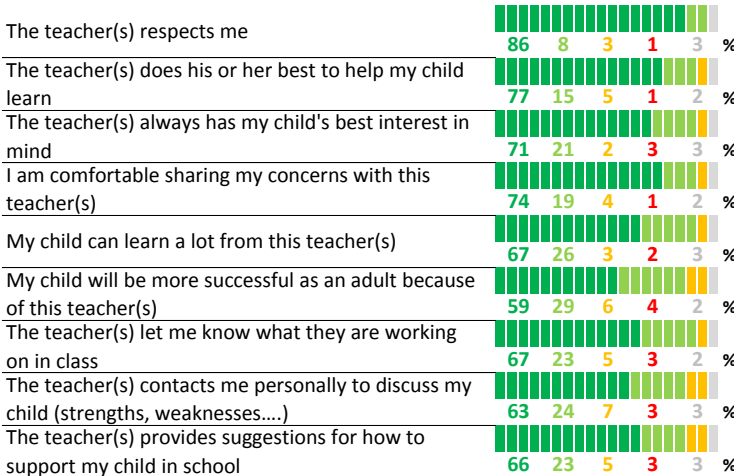 The teacher(s) respects me
86 8 3 1 3 %
The teacher(s) does his or her best to help my child
learn
77 15 5 1 2 %
The teacher(s) always has my child's best interest in
mind
71 21 2 3 3 %
I am comfortable sharing my concerns with this
teacher(s)
74 19 4 1 2 %
My child can learn a lot from this teacher(s)
67 26 3 2 3 %
My child will be more successful as an adult because
of this teacher(s)
59 29 6 4 2 %
The teacher(s) let me know what they are working
on in class
67 23 5 3 2 %
The teacher(s) contacts me personally to discuss my
child (strengths, weaknesses....)
63 24 7 3 3 %
The teacher(s) provides suggestions for how to
support my child in school
66 23 5 3 3 %